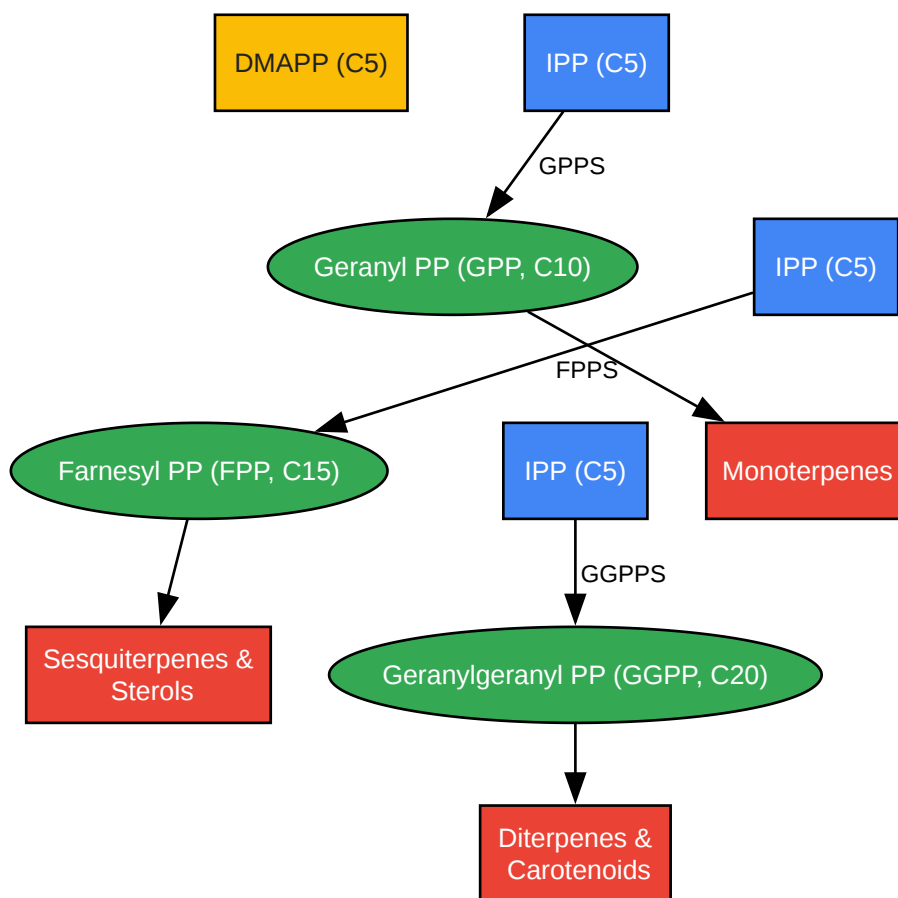 DMAPP (C5)
IPP (C5)
GPPS
Geranyl PP (GPP, C10)
IPP (C5)
FPPS
Farnesyl PP (FPP, C15)
IPP (C5)
Monoterpenes
GGPPS
Sesquiterpenes &
Sterols
Geranylgeranyl PP (GGPP, C20)
Diterpenes &
Carotenoids